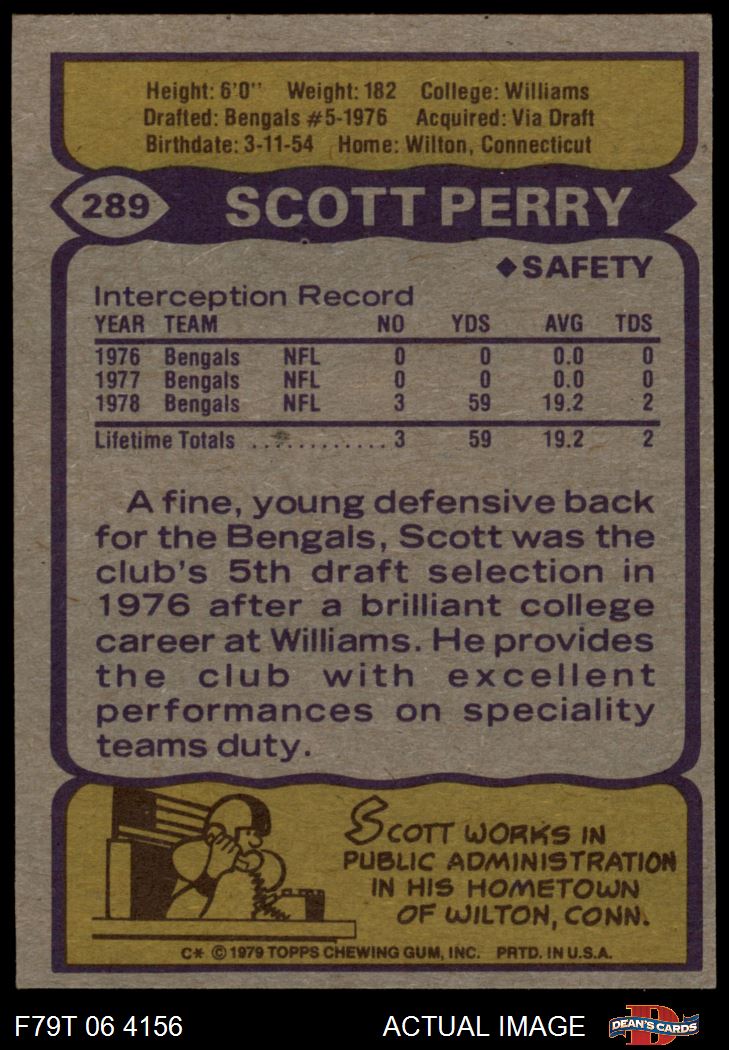 Height: 6'0" Weight: 182 College: Williams
Drafted: Bengals #5-1976 Acquired: Via Draft
Birthdate: 3-11-54 Home: Wilton, Connecticut
289 SCOTT PERRY
◆SAFETY
Interception Record
YEAR TEAM NO YDS AVG TDS
1976 Bengals NFL 0 0 0.0 0
1977 Bengals NFL 0 0 0.0 0
1978 Bengals NFL 3 59 19.2 2
Lifetime Totals ............ 3 59 19.2 2
A fine, young defensive back
for the Bengals, Scott was the
club's 5th draft selection in
1976 after a brilliant college
career at Williams. He provides
the club with excellent
performances on speciality
teams duty.
SCOTT WORKS IN
PUBLIC ADMINISTRATION
IN HIS HOMETOWN
OF WILTON, CONN.
C* © 1979 TOPPS CHEWING GUM, INC. PRTD. IN U.S.A.
F79T 06 4156 ACTUAL IMAGE D DEAN'S CARDS